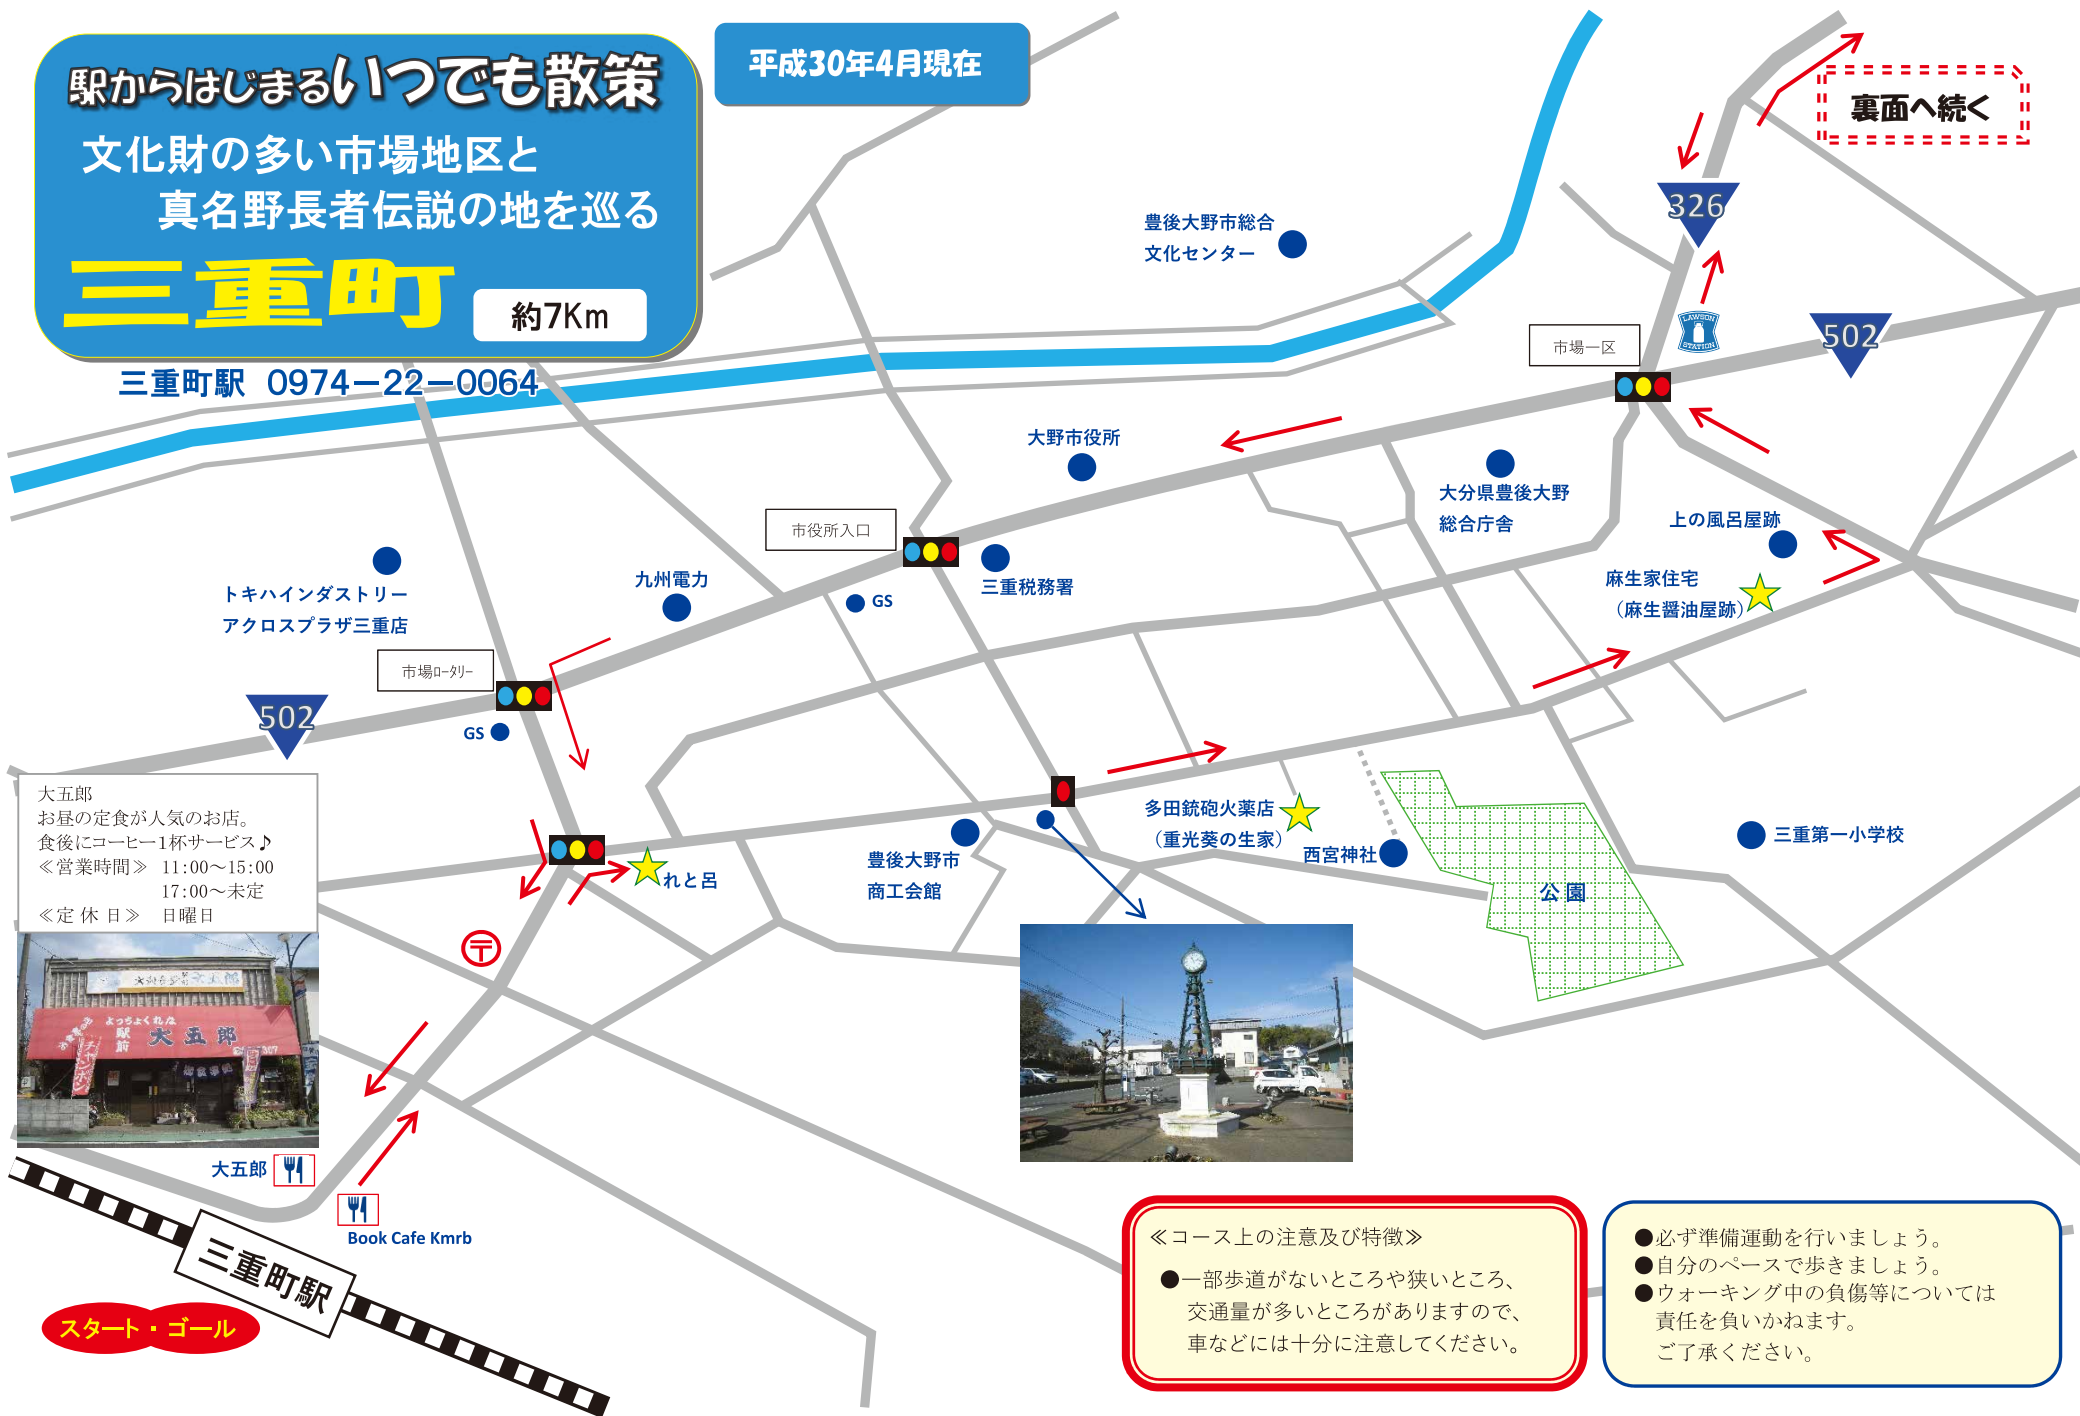 駅からはじまるいつでも散策
文化財の多い市場地区と
真名野長者伝説の地を巡る
三重町
約7Km
三重町駅 0974－22－0064
平成30年4月現在
裏面へ続く
326
豊後大野市総合
文化センター
LAWSON
STATION
502
市場一区
大野市役所
大分県豊後大野
総合庁舎
上の風呂屋跡
麻生家住宅
（麻生醤油屋跡）
市役所入口
三重税務署
九州電力
GS
トキハインダストリー
アクロスプラザ三重店
市場ﾛｰﾀﾘｰ
502
GS
大五郎
お昼の定食が人気のお店。
食後にコーヒー1杯サービス♪
≪営業時間≫ 11:00～15:00
17:00～未定
≪定 休 日≫ 日曜日
れと呂
豊後大野市
商工会館
多田銃砲火薬店
（重光葵の生家）
西宮神社
公園
三重第一小学校
〒
よっちょくれな
駅前
大五郎
チャンポン
大五郎
Book Cafe Kmrb
三重町駅
スタート・ゴール
≪コース上の注意及び特徴≫
●一部歩道がないところや狭いところ、
交通量が多いところがありますので、
車などには十分に注意してください。
●必ず準備運動を行いましょう。
●自分のペースで歩きましょう。
●ウォーキング中の負傷等については
責任を負いかねます。
ご了承ください。